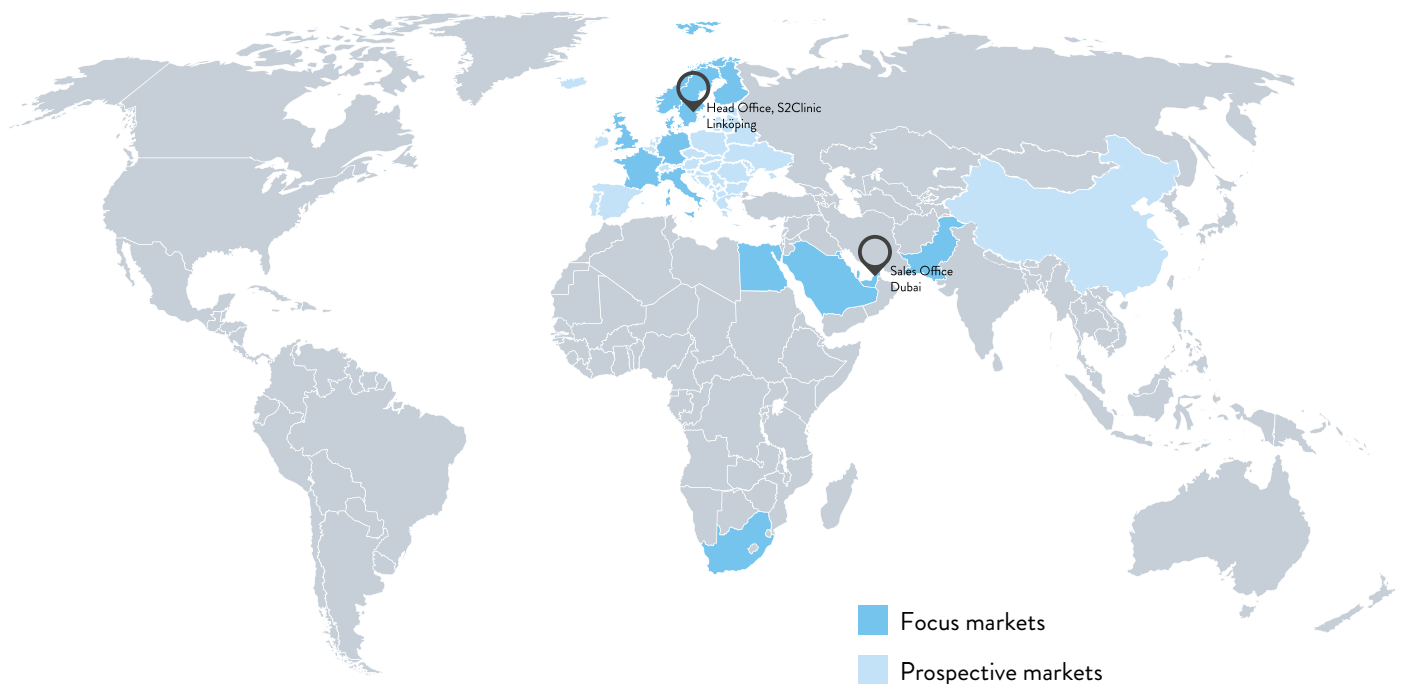 Head Office, S2Clinic
Linköping
Sales Office
Dubai
Focus markets
Prospective markets